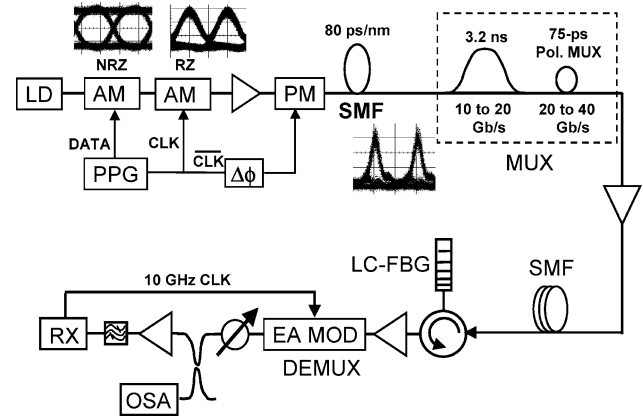 80 ps/nm
3.2 ns
75-ps
Pol. MUX
NRZ
RZ
LD
AM
AM
PM
SMF
10 to 20
Gb/s
20 to 40
Gb/s
DATA
CLK
CLK
MUX
PPG
Δϕ
LC-FBG
SMF
10 GHz CLK
RX
EA MOD
DEMUX
OSA